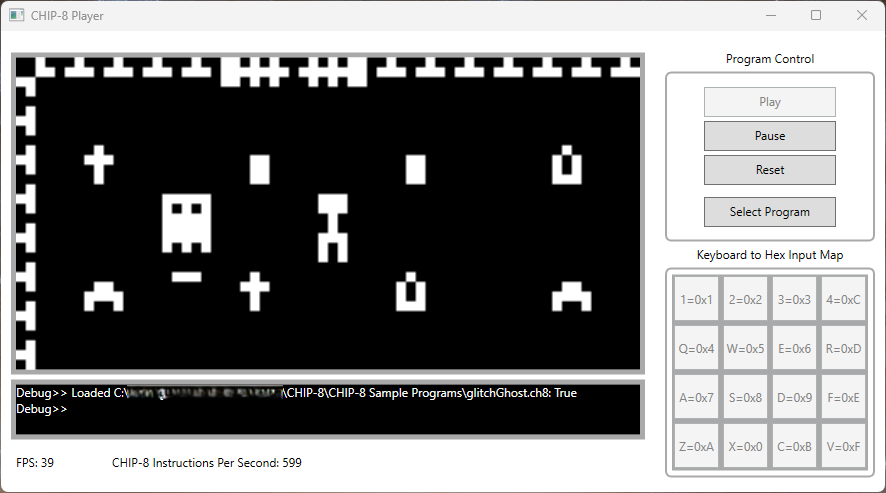 CHIP-8 Player
Program Control
Play
Pause
Reset
Select Program
Keyboard to Hex Input Map
1=0x1 2=0x2 3=0x3 4=0xC
Q=0x4 W=0x5 E=0x6 R=0xD
A=0x7 S=0x8 D=0x9 F=0xE
Z=0xA X=0x0 C=0xB V=0xF
Debug>> Loaded C:\ \CHIP-8\CHIP-8 Sample Programs\glitchGhost.ch8: True
Debug>>
FPS: 39 CHIP-8 Instructions Per Second: 599